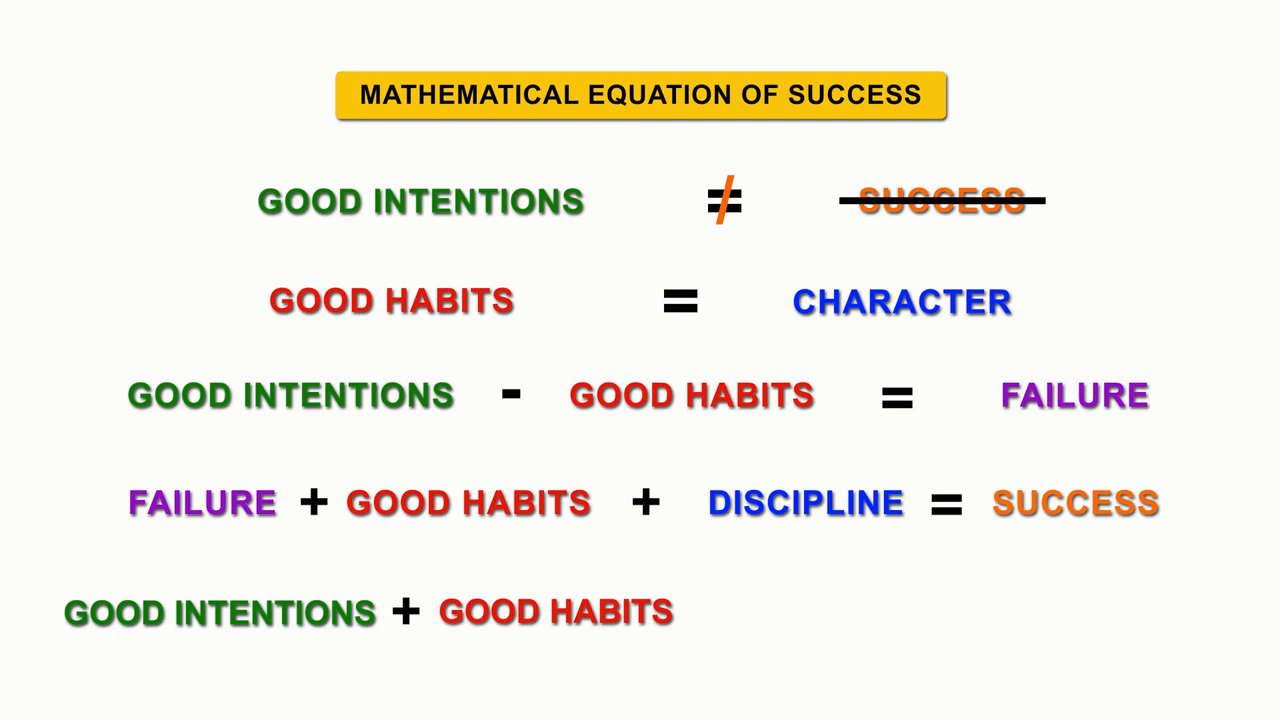 MATHEMATICAL EQUATION OF SUCCESS
GOOD INTENTIONS ≠ SUCCESS
GOOD HABITS = CHARACTER
GOOD INTENTIONS - GOOD HABITS = FAILURE
FAILURE + GOOD HABITS + DISCIPLINE = SUCCESS
GOOD INTENTIONS + GOOD HABITS